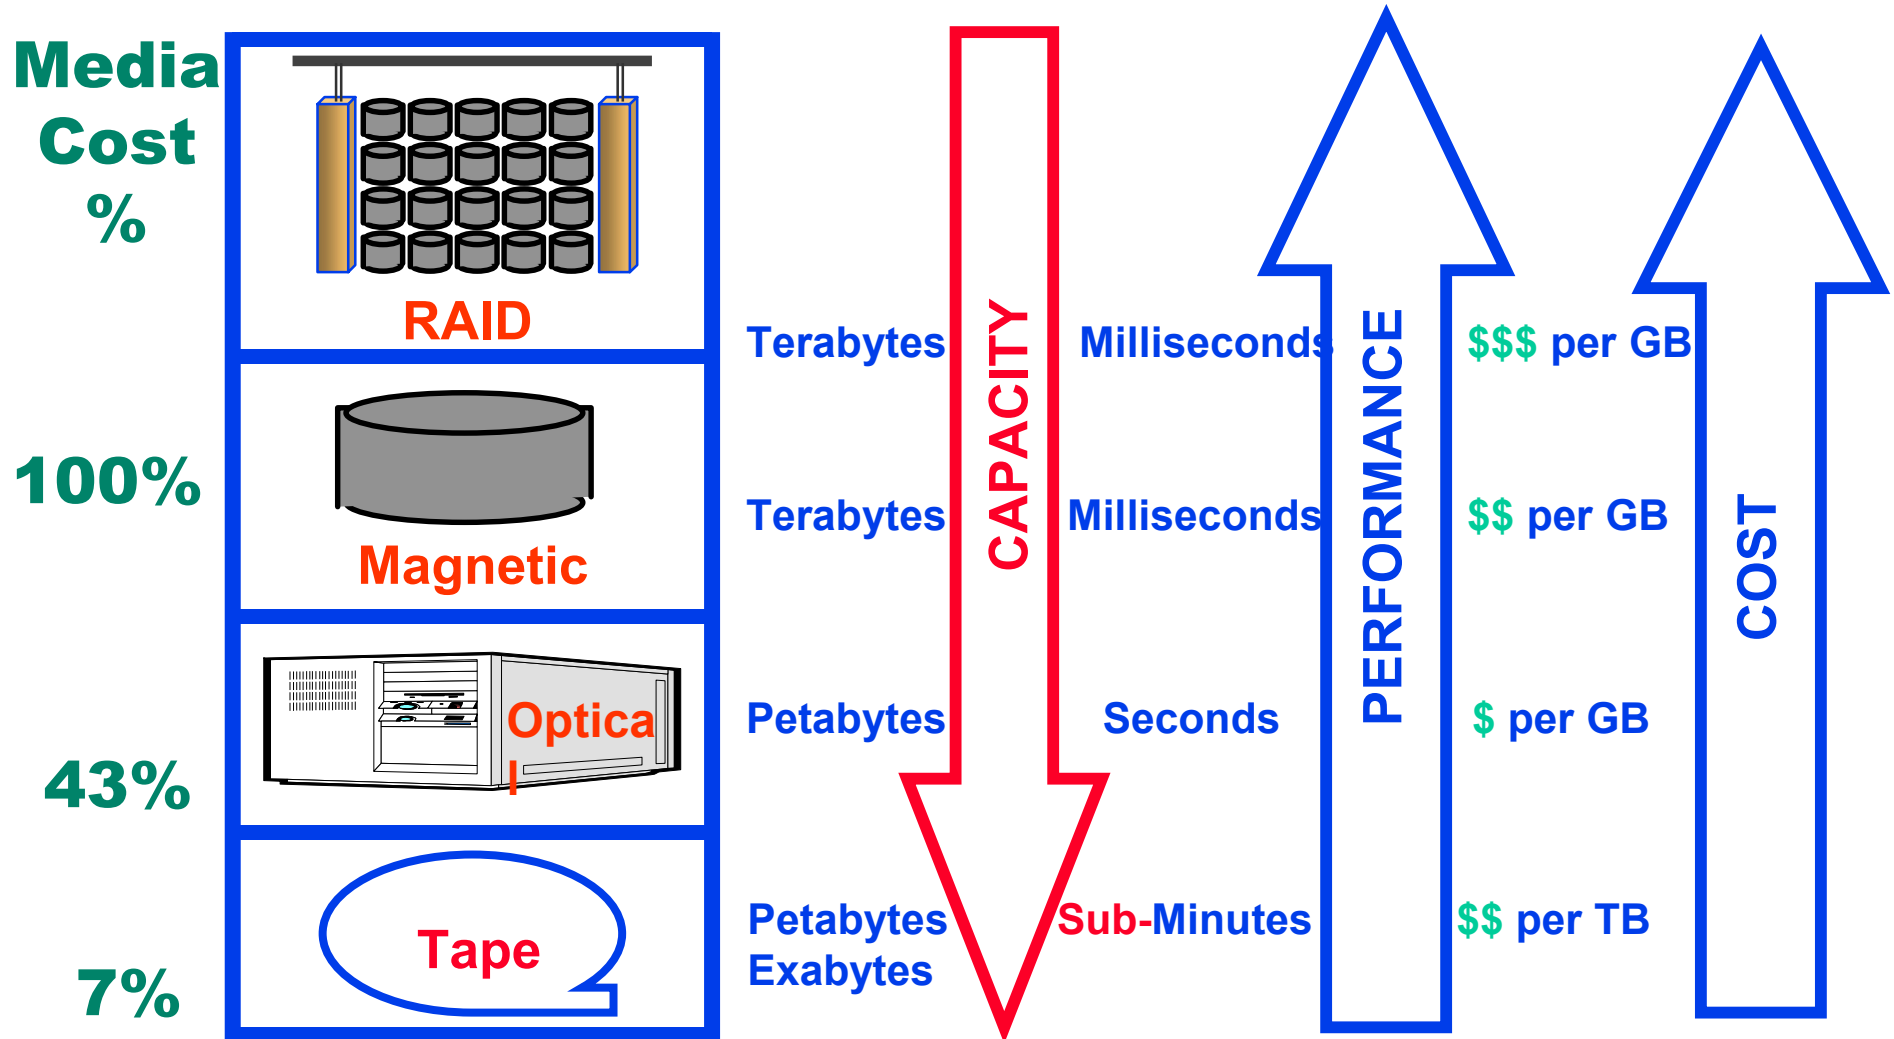 Media
Cost
%
RAID
Terabytes
Milliseconds
$$$ per GB
CAPACITY
PERFORMANCE
COST
100%
Magnetic
Terabytes
Milliseconds
$$ per GB
43%
Optica
l
Petabytes
Seconds
$ per GB
7%
Tape
Petabytes
Exabytes
Sub-Minutes
$$ per TB